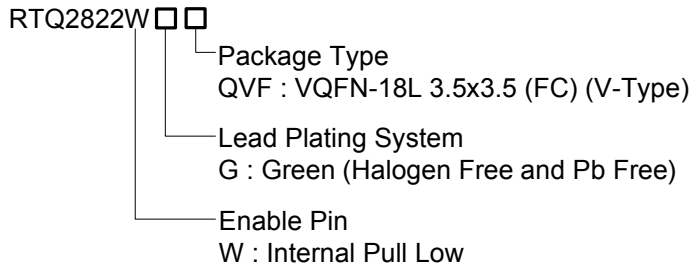 RTQ2822W□□
Package Type
QVF : VQFN-18L 3.5x3.5 (FC) (V-Type)
Lead Plating System
G : Green (Halogen Free and Pb Free)
Enable Pin
W : Internal Pull Low